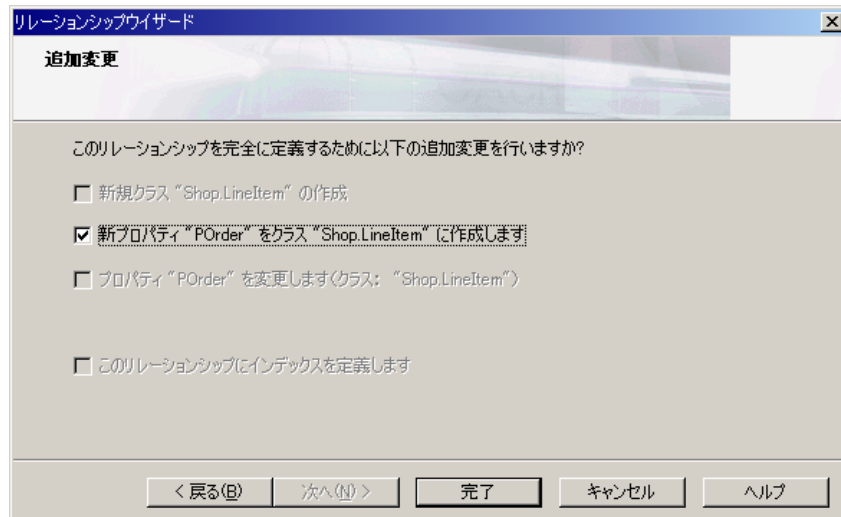 リレーションシップウィザード
追加変更
このリレーションシップを完全に定義するために以下の追加変更を行いますか?
新規クラス "Shop.LineItem" の作成
新プロパティ "POrder" をクラス "Shop.LineItem" に作成します
プロパティ "POrder" を変更します(クラス: "Shop.LineItem")
このリレーションシップにインデックスを定義します
< 戻る(B)
次へ(N) >
完了
キャンセル
ヘルプ